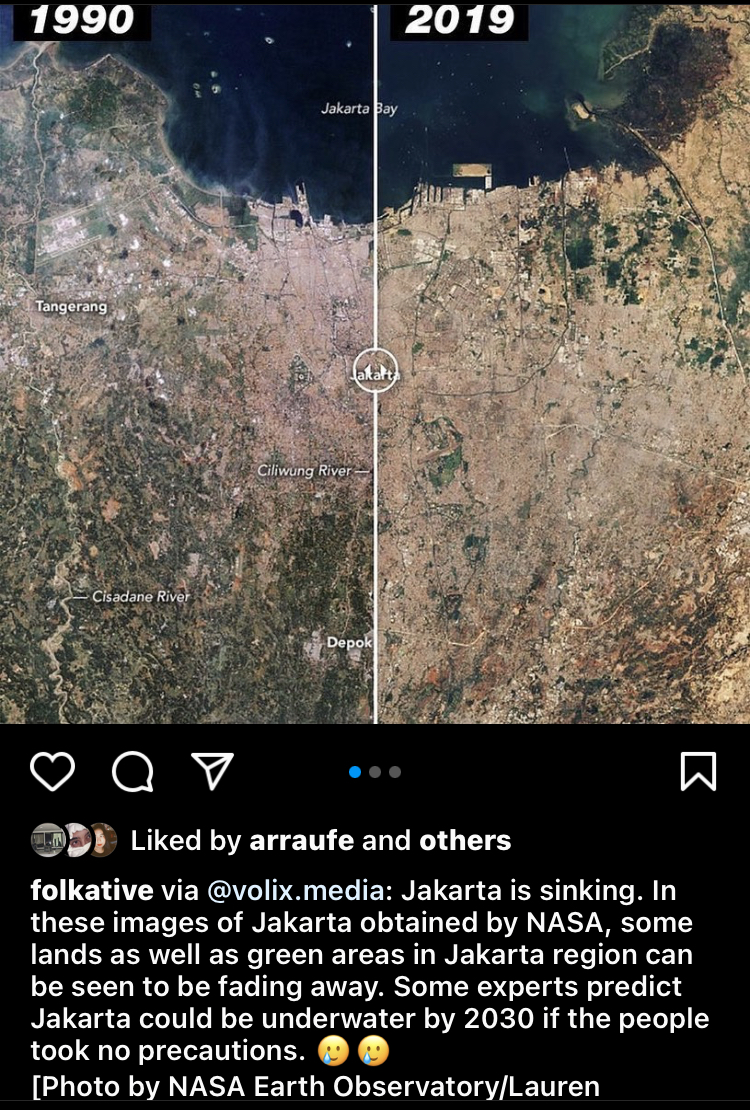 1990
2019
Jakarta Bay
Tangerang
Jakarta
Ciliwung River
Cisadane River
Depok
Liked by arraufe and others
folkative via @volix.media: Jakarta is sinking. In
these images of Jakarta obtained by NASA, some
lands as well as green areas in Jakarta region can
be seen to be fading away. Some experts predict
Jakarta could be underwater by 2030 if the people
took no precautions. 🥲🥲
[Photo by NASA Earth Observatory/Lauren